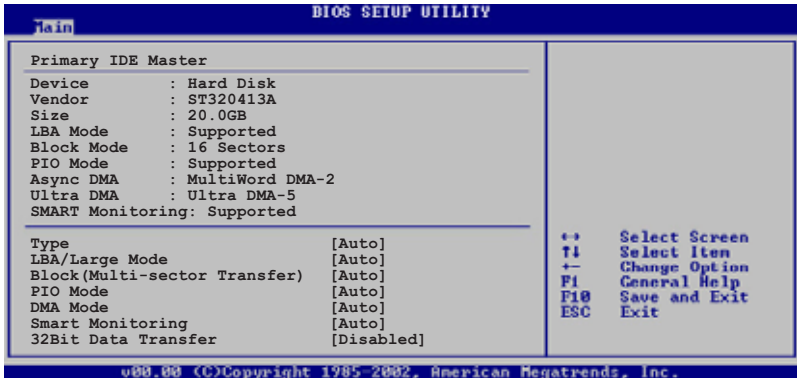 BIOS SETUP UTILITY
Main
Primary IDE Master
Device : Hard Disk
Vendor : ST320413A
Size : 20.0GB
LBA Mode : Supported
Block Mode : 16 Sectors
PIO Mode : Supported
Async DMA : MultiWord DMA-2
Ultra DMA : Ultra DMA-5
SMART Monitoring: Supported
Type [Auto]
LBA/Large Mode [Auto]
Block(Multi-sector Transfer) [Auto]
PIO Mode [Auto]
DMA Mode [Auto]
Smart Monitoring [Auto]
32Bit Data Transfer [Disabled]
↔ Select Screen
↑↓ Select Item
+- Change Option
F1 General Help
F10 Save and Exit
ESC Exit
v00.00 (C)Copyright 1985-2002, American Megatrends, Inc.